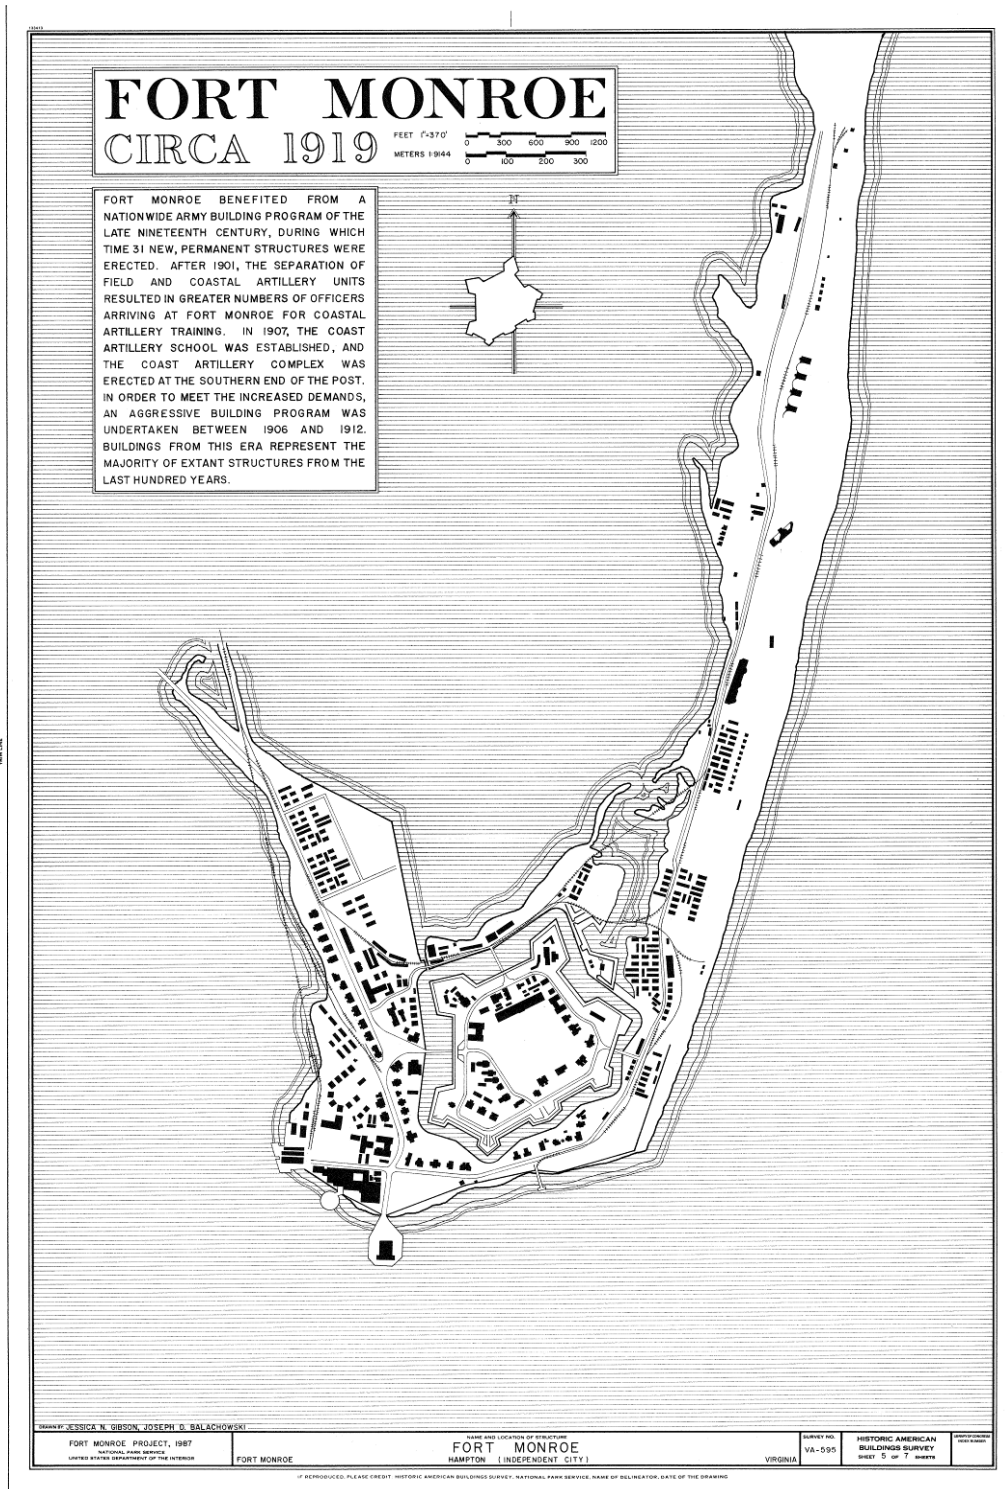 FORT MONROE
CIRCA 1919
FEET 1"=370'
0 300 600 900 1200
METERS 1:9144
0 100 200 300
FORT MONROE BENEFITED FROM A
NATIONWIDE ARMY BUILDING PROGRAM OF THE
LATE NINETEENTH CENTURY, DURING WHICH
TIME 31 NEW, PERMANENT STRUCTURES WERE
ERECTED. AFTER 1901, THE SEPARATION OF
FIELD AND COASTAL ARTILLERY UNITS
RESULTED IN GREATER NUMBERS OF OFFICERS
ARRIVING AT FORT MONROE FOR COASTAL
ARTILLERY TRAINING. IN 1907, THE COAST
ARTILLERY SCHOOL WAS ESTABLISHED, AND
THE COAST ARTILLERY COMPLEX WAS
ERECTED AT THE SOUTHERN END OF THE POST.
IN ORDER TO MEET THE INCREASED DEMANDS,
AN AGGRESSIVE BUILDING PROGRAM WAS
UNDERTAKEN BETWEEN 1906 AND 1912.
BUILDINGS FROM THIS ERA REPRESENT THE
MAJORITY OF EXTANT STRUCTURES FROM THE
LAST HUNDRED YEARS.
N
DRAWN BY: JESSICA N. GIBSON, JOSEPH D. BALACHOWSKI
FORT MONROE PROJECT, 1987
NATIONAL PARK SERVICE
UNITED STATES DEPARTMENT OF THE INTERIOR
FORT MONROE
NAME AND LOCATION OF STRUCTURE
FORT MONROE
HAMPTON (INDEPENDENT CITY)
VIRGINIA
SURVEY NO.
VA-595
HISTORIC AMERICAN
BUILDINGS SURVEY
SHEET 5 OF 7 SHEETS
LIBRARY OF CONGRESS
INDEX NUMBER
IF REPRODUCED, PLEASE CREDIT: HISTORIC AMERICAN BUILDINGS SURVEY, NATIONAL PARK SERVICE, NAME OF DELINEATOR, DATE OF THE DRAWING